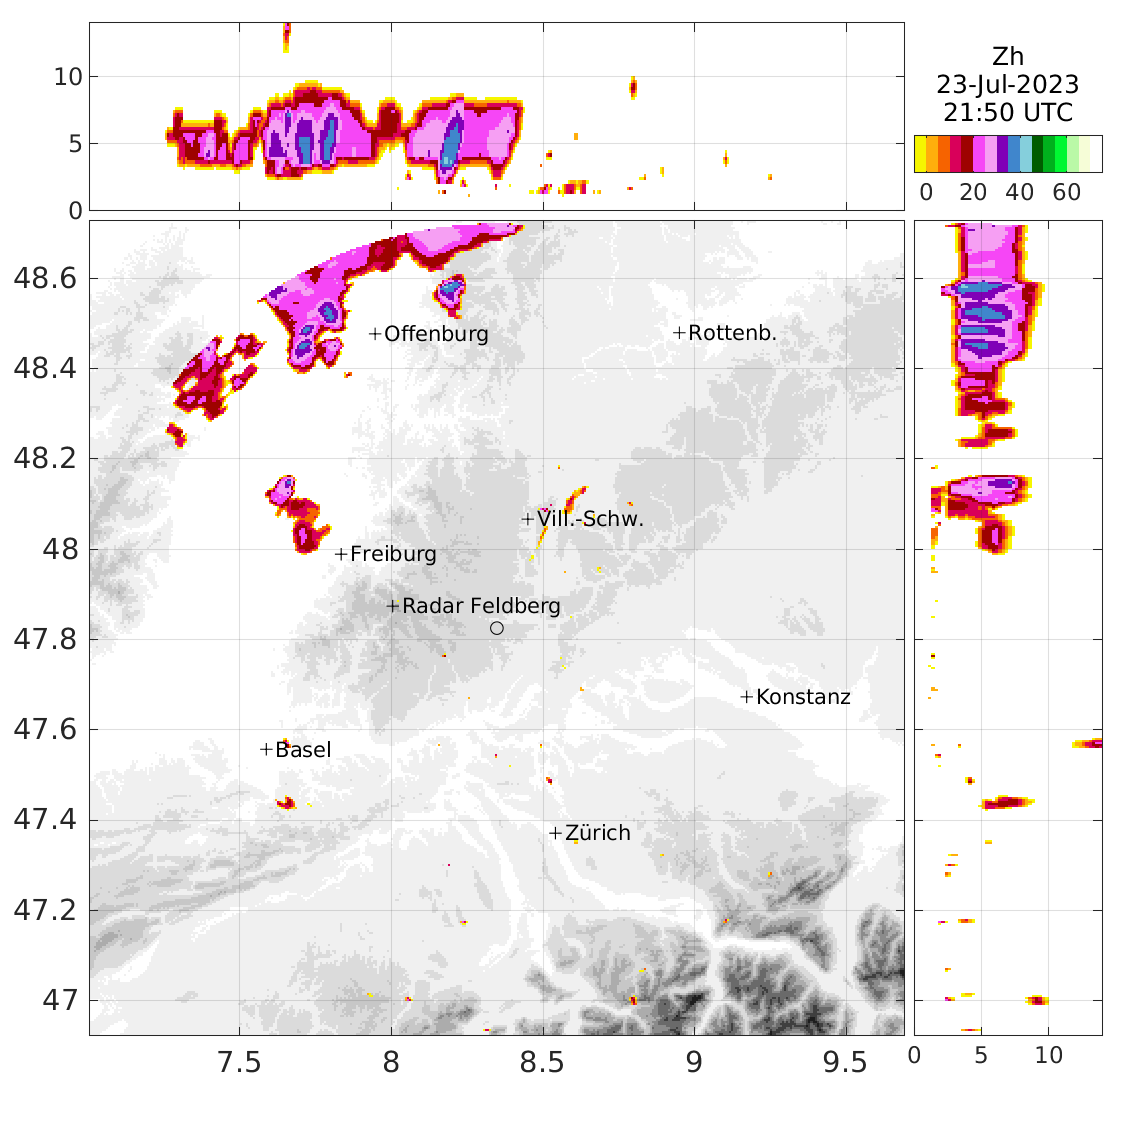 10
5
0
Zh
23-Jul-2023
21:50 UTC
0 20 40 60
48.6
48.4
48.2
48
47.8
47.6
47.4
47.2
47
Offenburg
Rottenb.
Vill.-Schw.
Freiburg
Radar Feldberg
Konstanz
Basel
Zürich
7.5 8 8.5 9 9.5
0 5 10